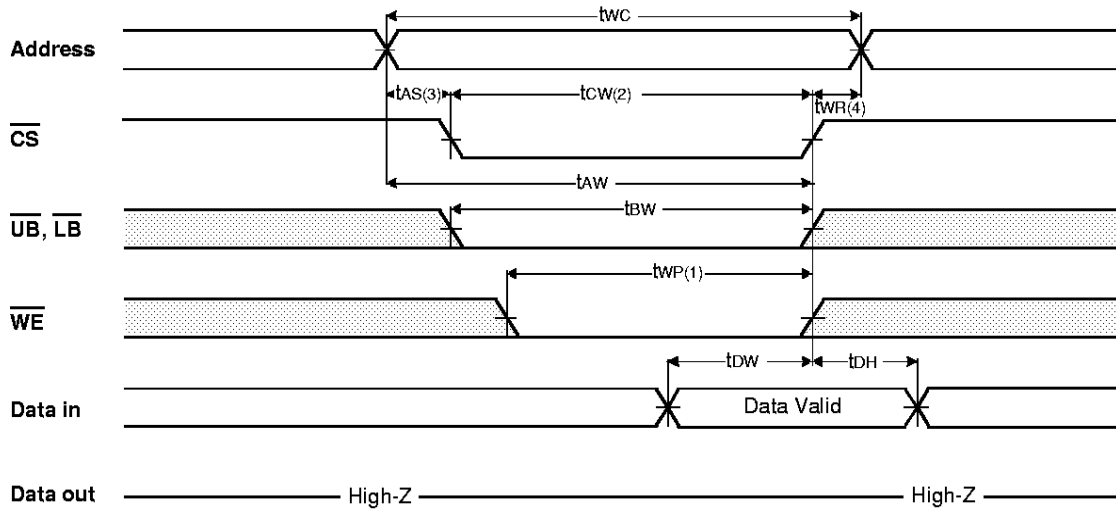 tWC
Address
tAS(3) tCW(2) tWR(4)
CS
tAW
tBW
UB, LB
tWP(1)
WE
tDW tDH
Data in Data Valid
Data out High-Z High-Z